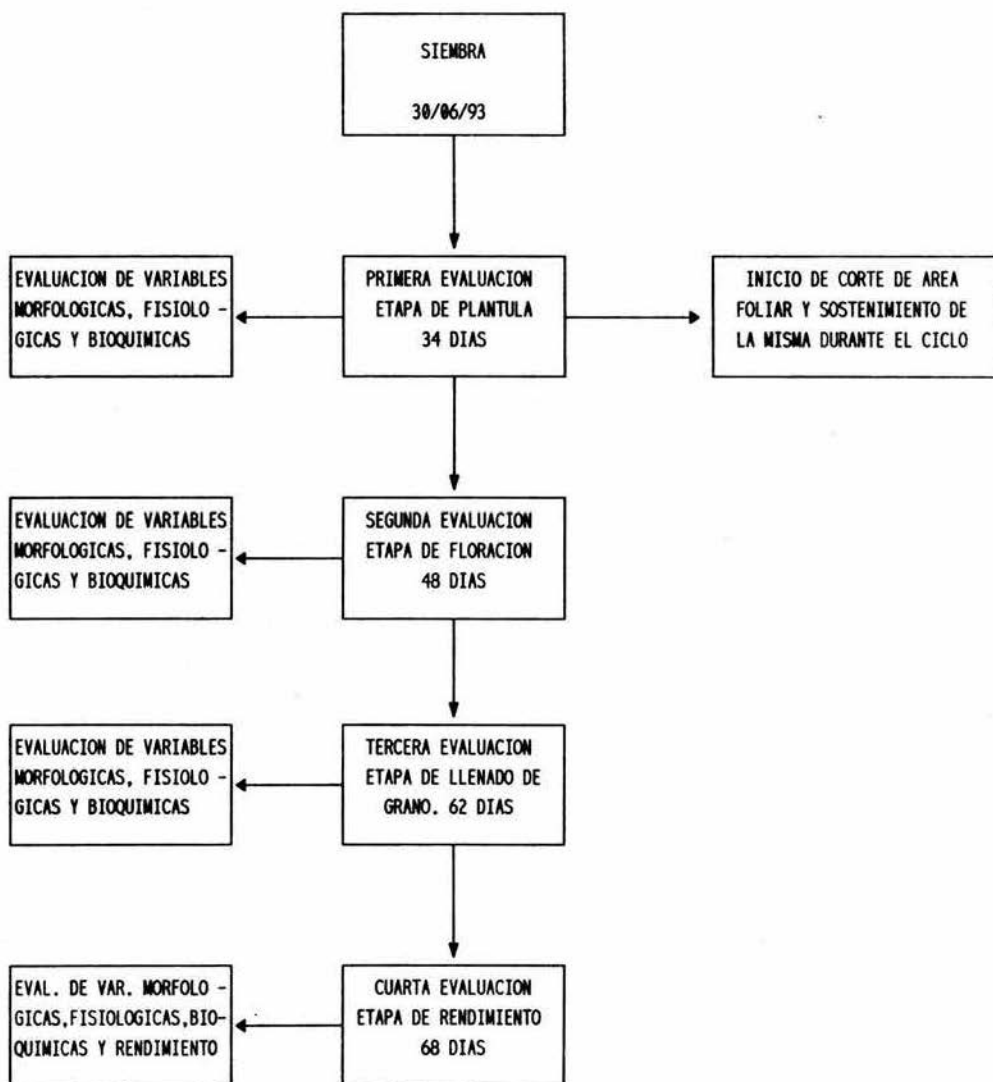 SIEMBRA
30/06/93
EVALUACION DE VARIABLES
MORFOLOGICAS, FISIOLO -
GICAS Y BIOQUIMICAS
PRIMERA EVALUACION
ETAPA DE PLANTULA
34 DIAS
INICIO DE CORTE DE AREA
FOLIAR Y SOSTENIMIENTO DE
LA MISMA DURANTE EL CICLO
EVALUACION DE VARIABLES
MORFOLOGICAS, FISIOLO -
GICAS Y BIOQUIMICAS
SEGUNDA EVALUACION
ETAPA DE FLORACION
48 DIAS
EVALUACION DE VARIABLES
MORFOLOGICAS, FISIOLO -
GICAS Y BIOQUIMICAS
TERCERA EVALUACION
ETAPA DE LLENADO DE
GRANO. 62 DIAS
EVAL. DE VAR. MORFOLO -
GICAS,FISIOLOGICAS,BIO-
QUIMICAS Y RENDIMIENTO
CUARTA EVALUACION
ETAPA DE RENDIMIENTO
68 DIAS